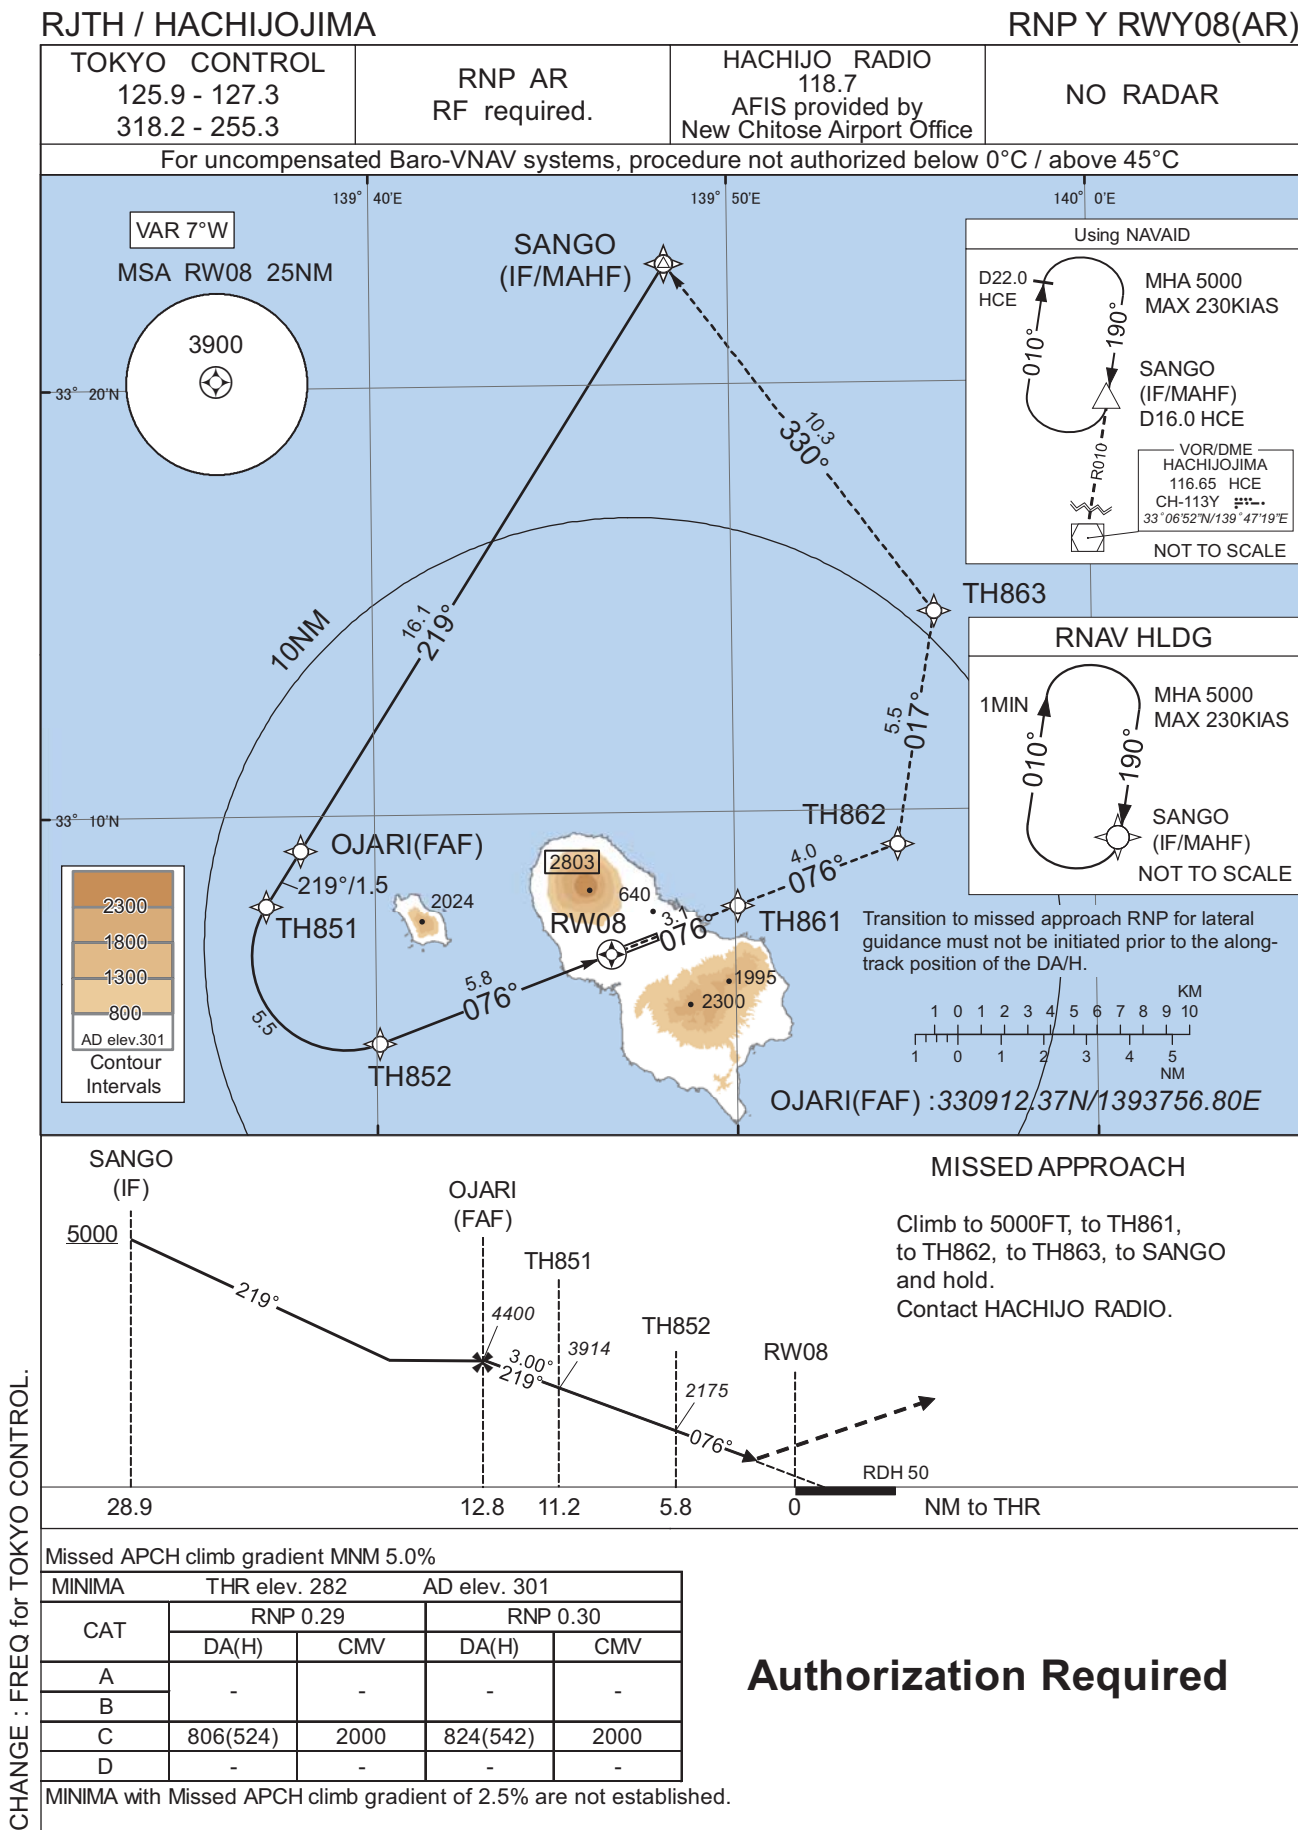 RJTH / HACHIJOJIMA
RNP Y RWY08(AR)
TOKYO CONTROL
125.9 - 127.3
318.2 - 255.3
RNP AR
RF required.
HACHIJO RADIO
118.7
AFIS provided by
New Chitose Airport Office
NO RADAR
For uncompensated Baro-VNAV systems, procedure not authorized below 0°C / above 45°C
139° 40'E
139° 50'E
140° 0'E
VAR 7°W
MSA RW08 25NM
3900
33° 20'N
SANGO
(IF/MAHF)
Using NAVAID
D22.0
HCE
MHA 5000
MAX 230KIAS
010°
190°
SANGO
(IF/MAHF)
D16.0 HCE
R010
VOR/DME
HACHIJOJIMA
116.65 HCE
CH-113Y
33°06'52"N/139°47'19"E
NOT TO SCALE
10.3
330°
TH863
10NM
16.1
219°
5.5
017°
RNAV HLDG
1MIN
MHA 5000
MAX 230KIAS
010°
190°
SANGO
(IF/MAHF)
NOT TO SCALE
33° 10'N
OJARI(FAF)
219°/1.5
TH851
2024
2803
640
RW08
3.7
076°
TH861
4.0
076°
TH862
5.5
5.8
076°
TH852
1995
2300
2300
1800
1300
800
AD elev.301
Contour
Intervals
Transition to missed approach RNP for lateral
guidance must not be initiated prior to the along-
track position of the DA/H.
KM
1 0 1 2 3 4 5 6 7 8 9 10
1 0 1 2 3 4 5
NM
OJARI(FAF) :330912.37N/1393756.80E
SANGO
(IF)
5000
219°
OJARI
(FAF)
4400
3.00°
219°
TH851
3914
TH852
2175
076°
RW08
RDH 50
28.9
12.8
11.2
5.8
0
NM to THR
MISSED APPROACH
Climb to 5000FT, to TH861,
to TH862, to TH863, to SANGO
and hold.
Contact HACHIJO RADIO.
Missed APCH climb gradient MNM 5.0%
MINIMA THR elev. 282 AD elev. 301
CAT RNP 0.29 RNP 0.30
DA(H) CMV DA(H) CMV
A - - - -
B
C 806(524) 2000 824(542) 2000
D - - - -
MINIMA with Missed APCH climb gradient of 2.5% are not established.
Authorization Required
CHANGE : FREQ for TOKYO CONTROL.